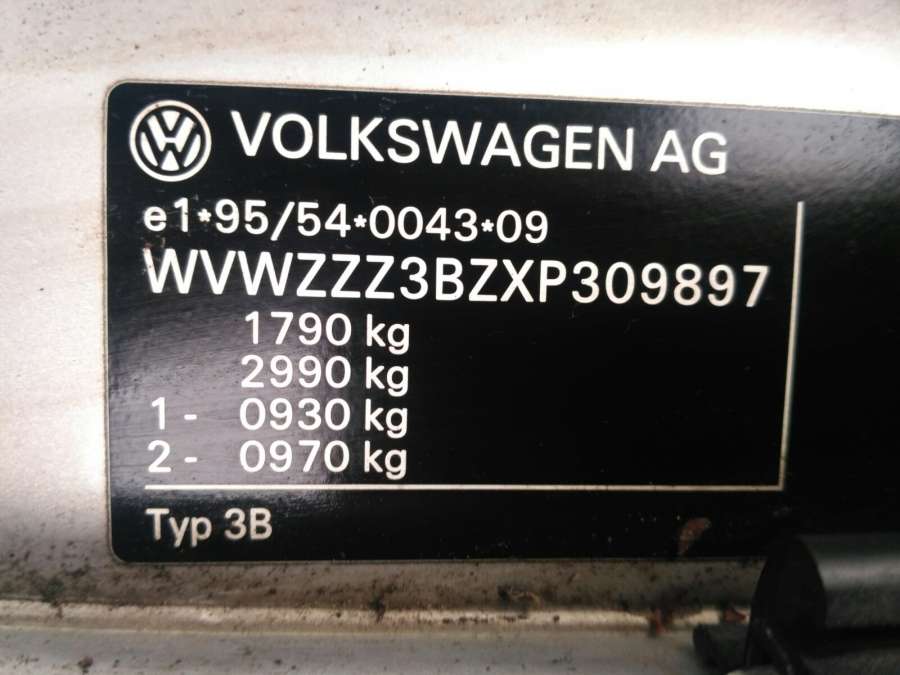 VOLKSWAGEN AG
e1*95/54*0043*09
WVWZZZ3BZXP309897
1790 kg
2990 kg
1 - 0930 kg
2 - 0970 kg
Typ 3B